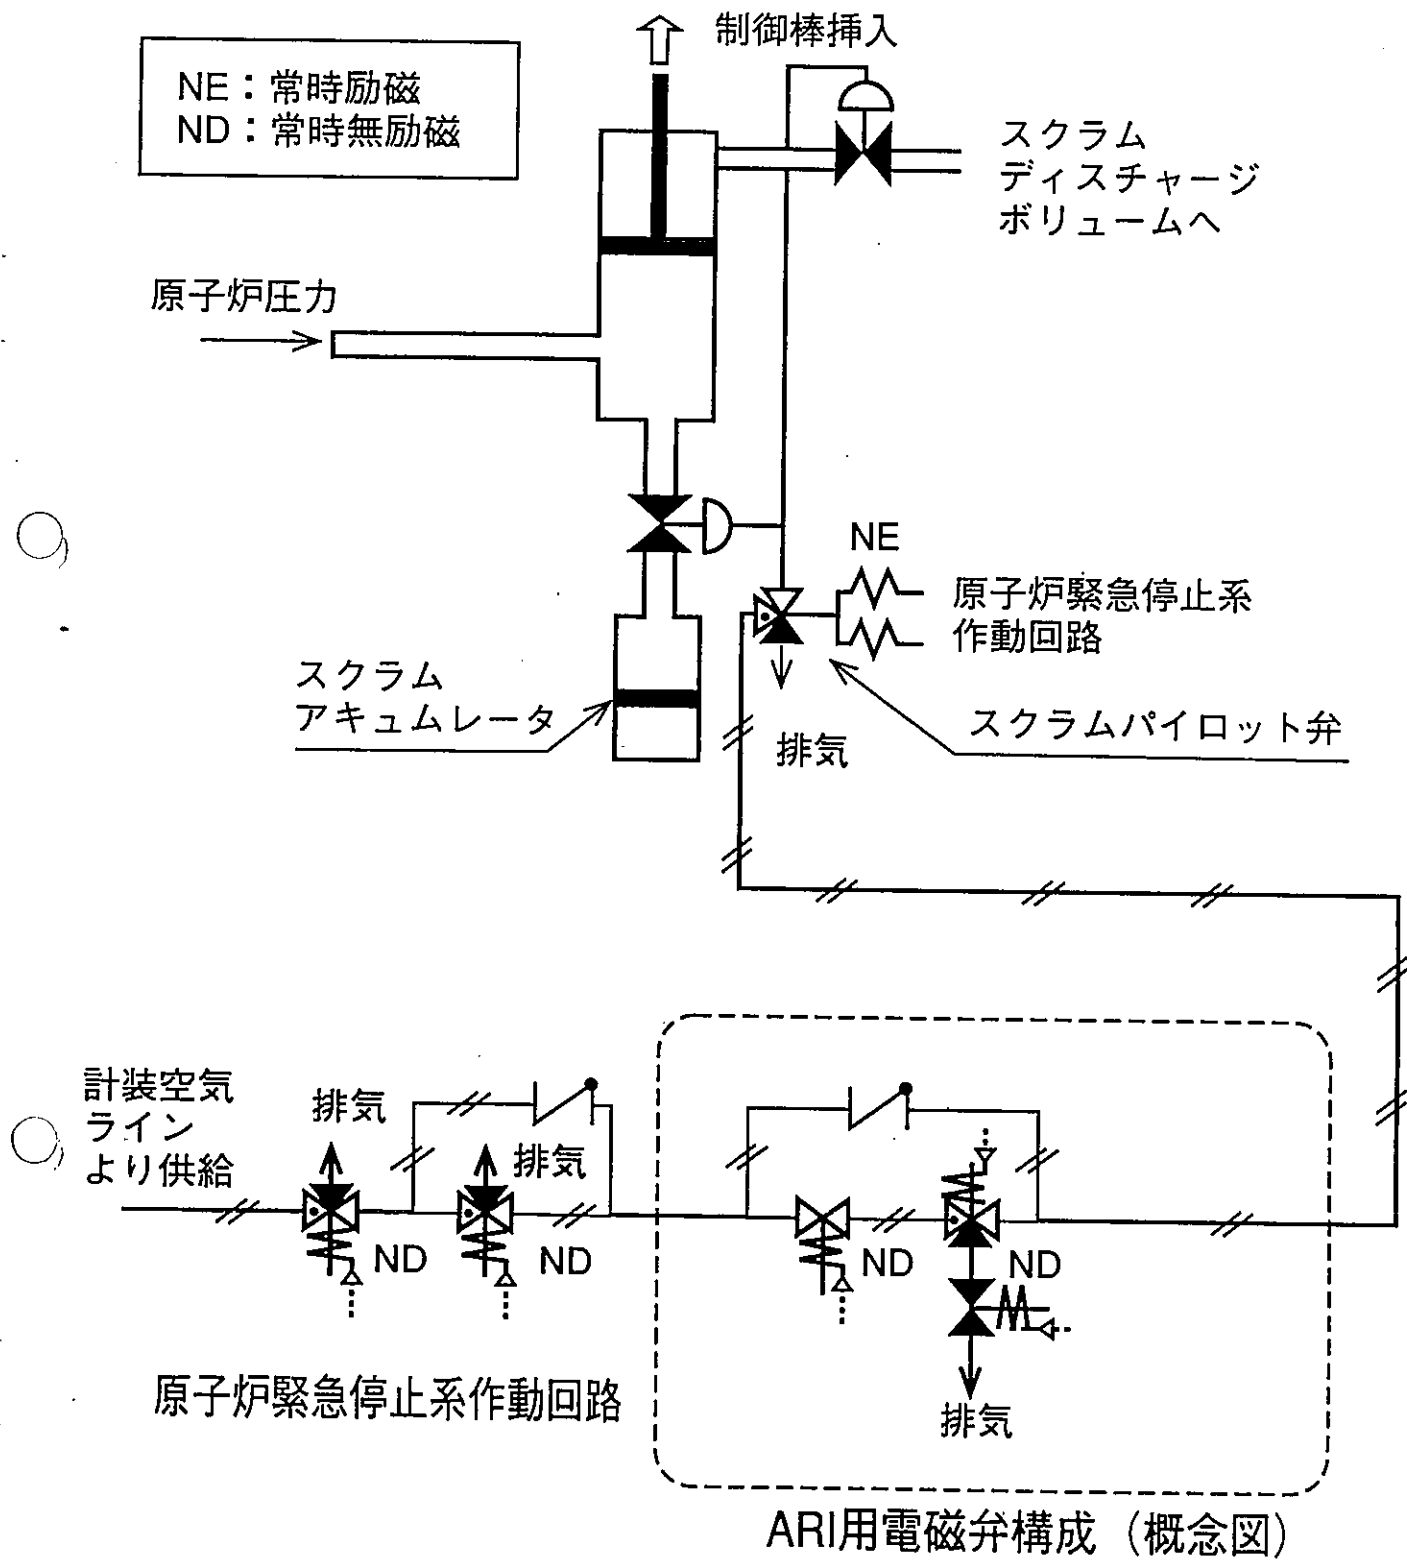 制御棒挿入
NE：常時励磁
ND：常時無励磁
スクラム
ディスチャージ
ボリュームへ
原子炉圧力
NE
原子炉緊急停止系
作動回路
スクラム
アキュムレータ
排気
スクラムパイロット弁
計装空気
ライン
より供給
排気
排気
ND
ND
ND
ND
排気
原子炉緊急停止系作動回路
ARI用電磁弁構成（概念図）